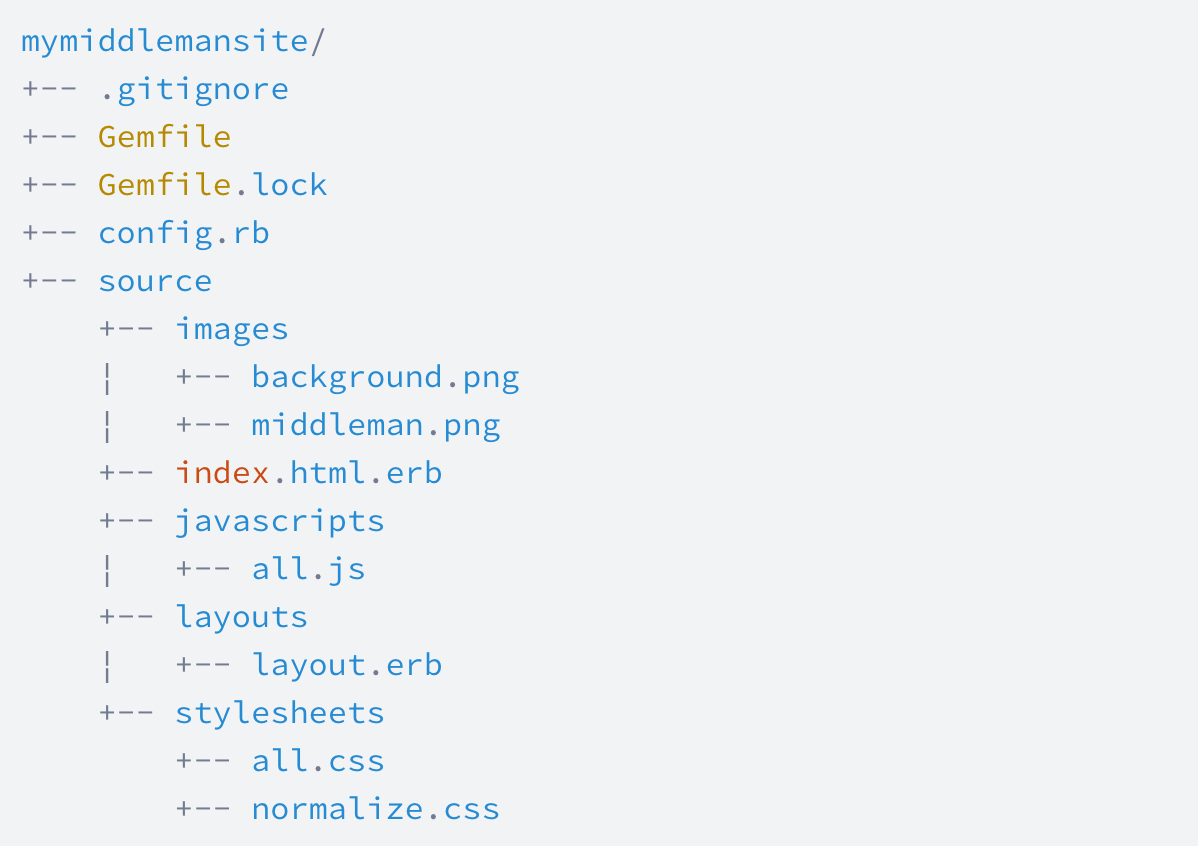 mymiddlemansite/
+-- .gitignore
+-- Gemfile
+-- Gemfile.lock
+-- config.rb
+-- source
    +-- images
    ¦   +-- background.png
    ¦   +-- middleman.png
    +-- index.html.erb
    +-- javascripts
    ¦   +-- all.js
    +-- layouts
    ¦   +-- layout.erb
    +-- stylesheets
        +-- all.css
        +-- normalize.css